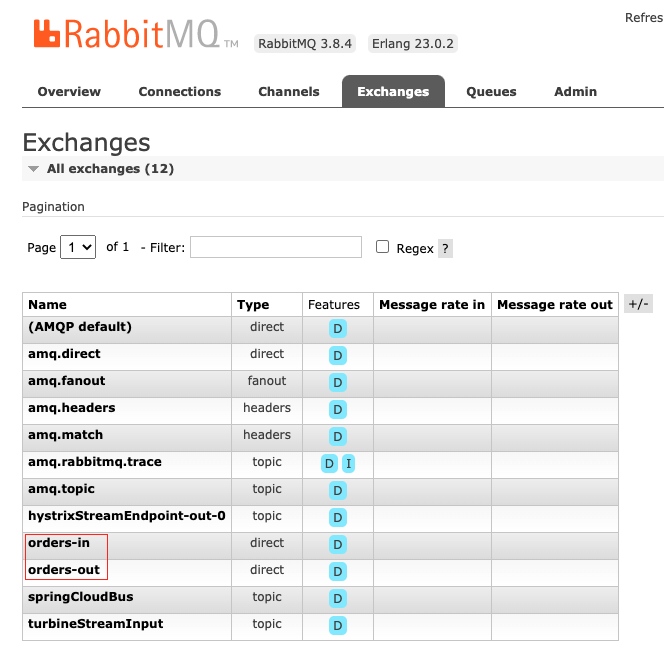 Refres
RabbitMQ TM RabbitMQ 3.8.4 Erlang 23.0.2
Overview Connections Channels Exchanges Queues Admin
Exchanges
All exchanges (12)
Pagination
Page 1 of 1 - Filter: Regex ?
Name Type Features Message rate in Message rate out +/-
(AMQP default) direct D
amq.direct direct D
amq.fanout fanout D
amq.headers headers D
amq.match headers D
amq.rabbitmq.trace topic D I
amq.topic topic D
hystrixStreamEndpoint-out-0 topic D
orders-in direct D
orders-out direct D
springCloudBus topic D
turbineStreamInput topic D